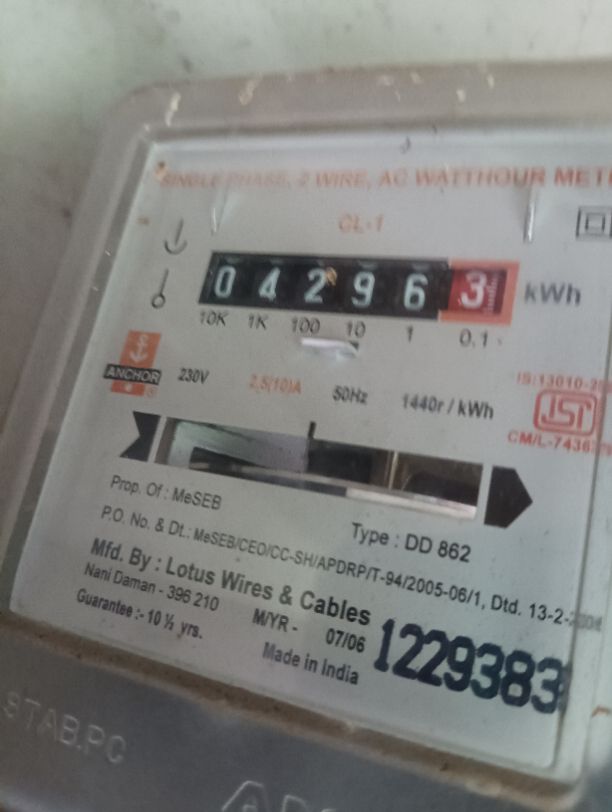 SINGLE PHASE, 2 WIRE, AC WATTHOUR
CL-1
0 4 2 9 6 3 kWh
10K 1K 100 10 1 0.1
ANCHOR 230V 2,5(10)A 50Hz 1440r / kWh
IS:13010
ISI
CM/L-7436
Prop. Of : MeSEB
Type : DD 862
P.O. No. & Dt.: MeSEB/CEO/CC-SH/APDRP/T-94/2005-06/1, Dtd. 13-2-
Mfd. By : Lotus Wires & Cables
Nani Daman - 396 210
M/YR - 07/06
Guarantee :- 10 ½ yrs.
Made in India
1229383